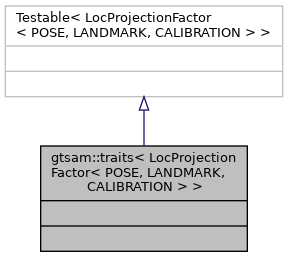 Testable< LocProjectionFactor
< POSE, LANDMARK, CALIBRATION > >
gtsam::traits< LocProjection
Factor< POSE, LANDMARK,
CALIBRATION > >